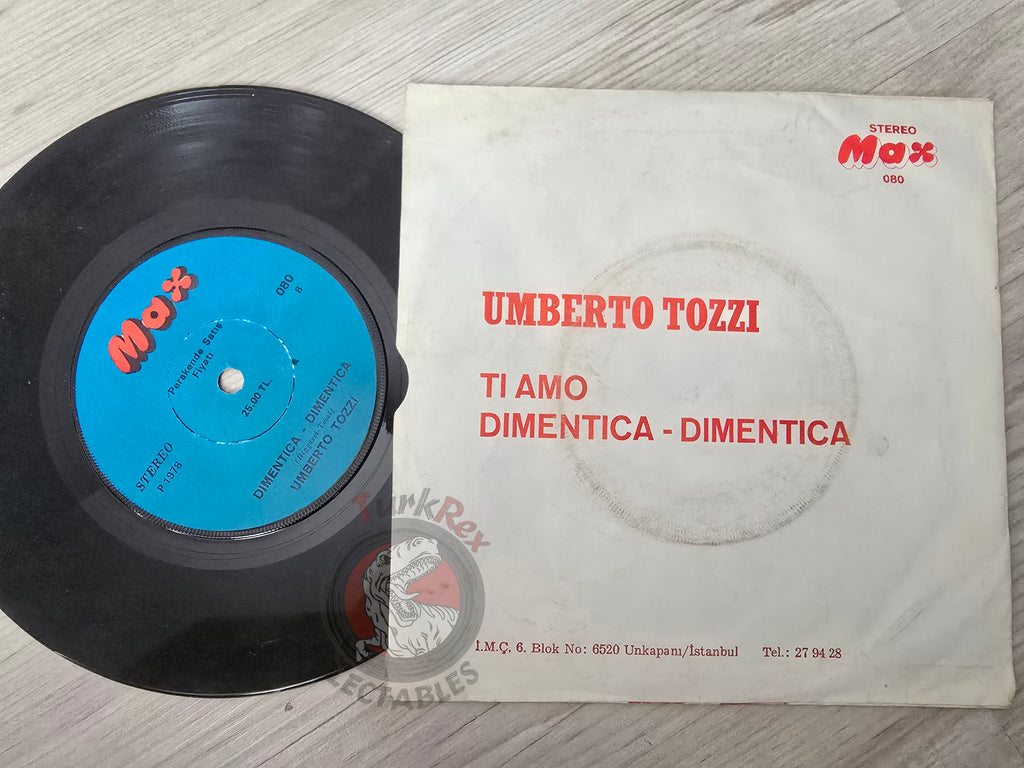 Max
080
B
Perakende Satış
Fiyatı
25.00 TL.
STEREO
P 1978
DIMENTICA - DIMENTICA
UMBERTO TOZZI
STEREO
Max
080
UMBERTO TOZZI
TI AMO
DIMENTICA - DIMENTICA
İ.M.Ç. 6. Blok No: 6520 Unkapanı/İstanbul Tel.: 27 94 28
TurkRex
LECTABLES